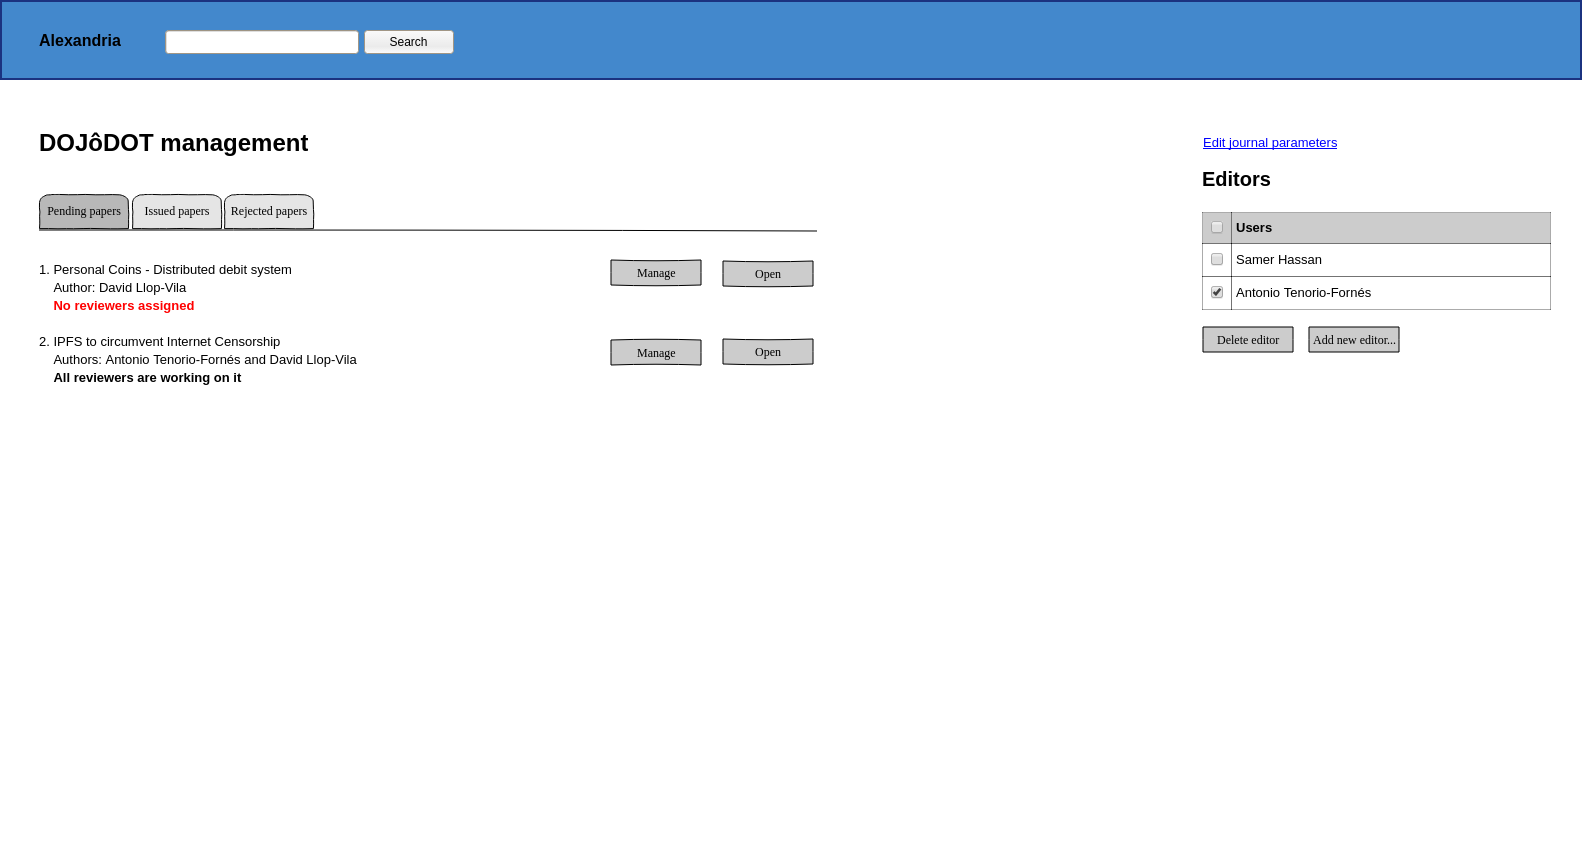 Alexandria
Search
DOJôDOT management
Pending papers
Issued papers
Rejected papers
1. Personal Coins - Distributed debit system
Author: David Llop-Vila
No reviewers assigned
Manage
Open
2. IPFS to circumvent Internet Censorship
Authors: Antonio Tenorio-Fornés and David Llop-Vila
All reviewers are working on it
Manage
Open
Edit journal parameters
Editors
Users
Samer Hassan
Antonio Tenorio-Fornés
Delete editor
Add new editor...